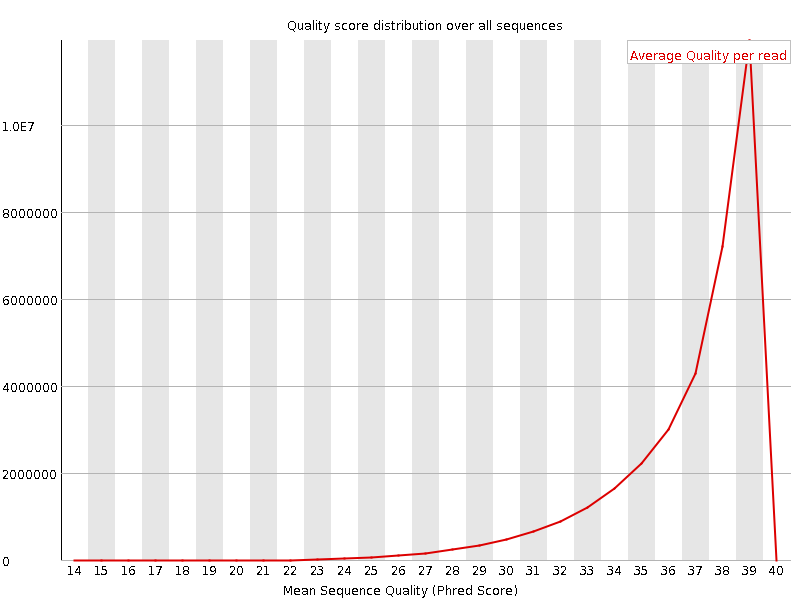 Quality score distribution over all sequences
Average Quality per read
1.0E7
8000000
6000000
4000000
2000000
0
14 15 16 17 18 19 20 21 22 23 24 25 26 27 28 29 30 31 32 33 34 35 36 37 38 39 40
Mean Sequence Quality (Phred Score)